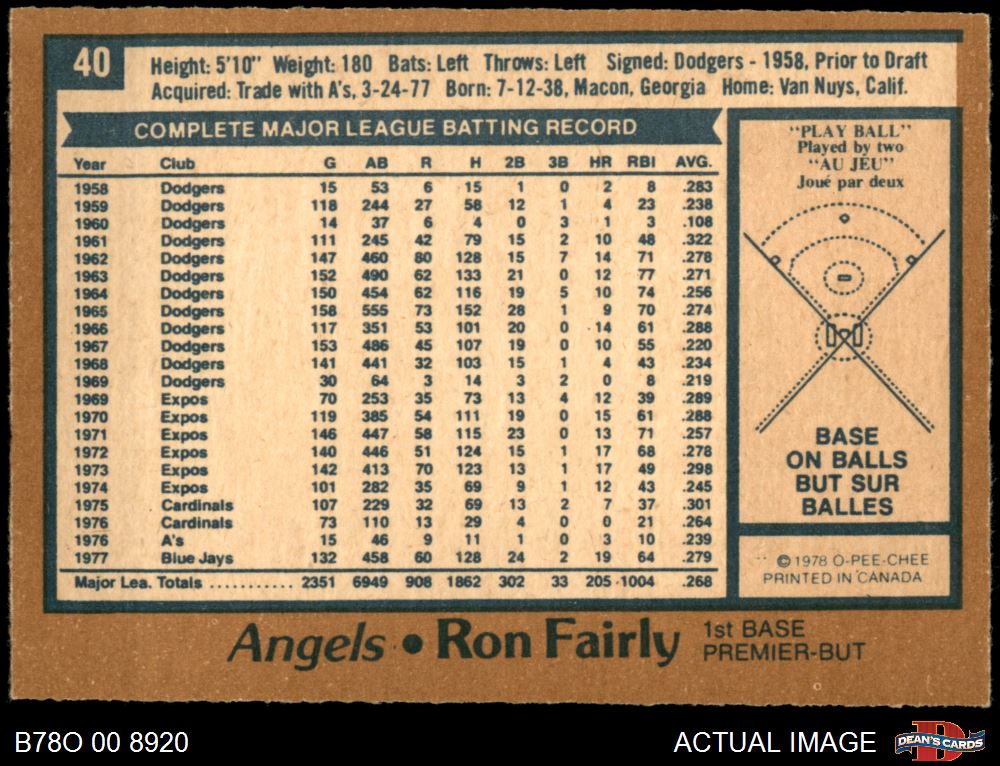 40
Height: 5'10" Weight: 180 Bats: Left Throws: Left Signed: Dodgers - 1958, Prior to Draft
Acquired: Trade with A's, 3-24-77 Born: 7-12-38, Macon, Georgia Home: Van Nuys, Calif.
COMPLETE MAJOR LEAGUE BATTING RECORD
Year Club G AB R H 2B 3B HR RBI AVG.
1958 Dodgers 15 53 6 15 1 0 2 8 .283
1959 Dodgers 118 244 27 58 12 1 4 23 .238
1960 Dodgers 14 37 6 4 0 3 1 3 .108
1961 Dodgers 111 245 42 79 15 2 10 48 .322
1962 Dodgers 147 460 80 128 15 7 14 71 .278
1963 Dodgers 152 490 62 133 21 0 12 77 .271
1964 Dodgers 150 454 62 116 19 5 10 74 .256
1965 Dodgers 158 555 73 152 28 1 9 70 .274
1966 Dodgers 117 351 53 101 20 0 14 61 .288
1967 Dodgers 153 486 45 107 19 0 10 55 .220
1968 Dodgers 141 441 32 103 15 1 4 43 .234
1969 Dodgers 30 64 3 14 3 2 0 8 .219
1969 Expos 70 253 35 73 13 4 12 39 .289
1970 Expos 119 385 54 111 19 0 15 61 .288
1971 Expos 146 447 58 115 23 0 13 71 .257
1972 Expos 140 446 51 124 15 1 17 68 .278
1973 Expos 142 413 70 123 13 1 17 49 .298
1974 Expos 101 282 35 69 9 1 12 43 .245
1975 Cardinals 107 229 32 69 13 2 7 37 .301
1976 Cardinals 73 110 13 29 4 0 0 21 .264
1976 A's 15 46 9 11 1 0 3 10 .239
1977 Blue Jays 132 458 60 128 24 2 19 64 .279
Major Lea. Totals .......... 2351 6949 908 1862 302 33 205 1004 .268
"PLAY BALL"
Played by two
"AU JEU"
Joué par deux
BASE
ON BALLS
BUT SUR
BALLES
©1978 O-PEE-CHEE
PRINTED IN CANADA
Angels • Ron Fairly
1st BASE
PREMIER-BUT
B78O 00 8920
ACTUAL IMAGE
DEAN'S CARDS